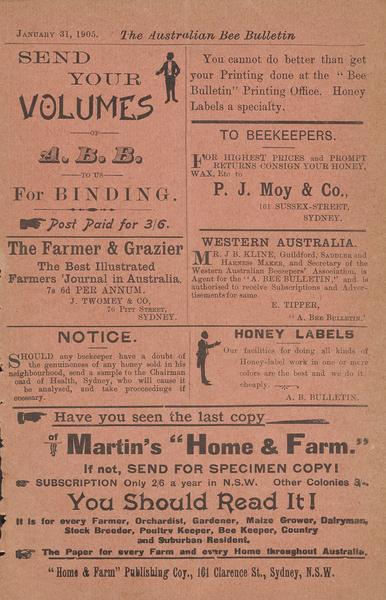 January 31, 1905. The Australian Bee Bulletin
SEND
YOUR
VOLUMES
—OF—
A. B. B.
—TO US—
For BINDING.
Post Paid for 3/6.
You cannot do better than get
your Printing done at the "Bee
Bulletin" Printing Office. Honey
Labels a specialty.
TO BEEKEEPERS.
FOR HIGHEST PRICES and PROMPT
RETURNS CONSIGN YOUR HONEY,
WAX, Etc to
P. J. Moy & Co.,
161 SUSSEX-STREET,
SYDNEY.
The Farmer & Grazier
The Best Illustrated
Farmers' Journal in Australia.
7s 6d PER ANNUM.
J. TWOMEY & CO,
76 Pitt Street,
SYDNEY.
WESTERN AUSTRALIA.
MR. J B. KLINE, Guildford, Saddler and
Harness Maker, and Secretary of the
Western Australian Beekeepers' Association, is
Agent for the "A. BEE BULLETIN," and is
authorised to receive Subscriptions and Adver-
tisements for same.
E. TIPPER,
"A. Bee Bulletin."
NOTICE.
SHOULD any beekeeper have a doubt of
the genuineness of any honey sold in his
neighbourhood, send a sample to the Chairman
Board of Health, Sydney, who will cause it
be analysed, and take proceedings if
necessary.
HONEY LABELS
Our facilities for doing all kinds of
Honey-label work in one or more
colors are the best and we do it
cheaply.
A. B. BULLETIN.
Have you seen the last copy
of Martin's "Home & Farm."
If not, SEND FOR SPECIMEN COPY!
SUBSCRIPTION Only 2/6 a year in N.S.W. Other Colonies 3/-.
You Should Read It!
It is for every Farmer, Orchardist, Gardener, Maize Grower, Dairyman,
Stock Breeder, Poultry Keeper, Bee Keeper, Country
and Suburban Resident.
The Paper for every Farm and every Home throughout Australia.
"Home & Farm" Publishing Coy., 161 Clarence St., Sydney, N.S.W.